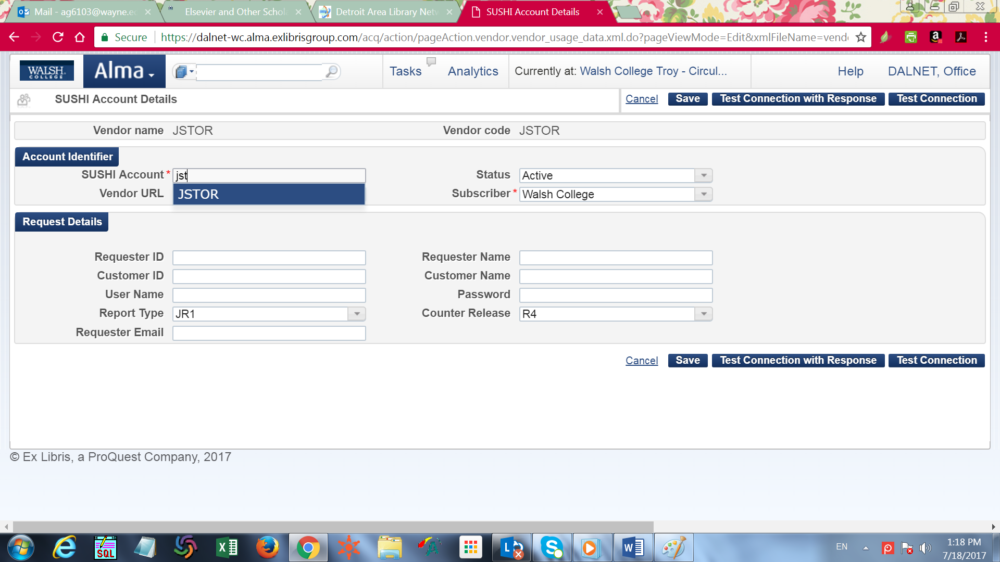 Mail - ag6103@wayne.ec
Elsevier and Other Schola
Detroit Area Library Netw
SUSHI Account Details
Secure
https://dalnet-wc.alma.exlibrisgroup.com/acq/action/pageAction.vendor.vendor_usage_data.xml.do?pageViewMode=Edit&xmlFileName=vend
WALSH COLLEGE
Alma
Tasks
Analytics
Currently at: Walsh College Troy - Circul...
Help
DALNET, Office
SUSHI Account Details
Cancel Save Test Connection with Response Test Connection
Vendor name JSTOR Vendor code JSTOR
Account Identifier
SUSHI Account * jst Status Active
Vendor URL JSTOR Subscriber * Walsh College
Request Details
Requester ID Requester Name
Customer ID Customer Name
User Name Password
Report Type JR1 Counter Release R4
Requester Email
Cancel Save Test Connection with Response Test Connection
© Ex Libris, a ProQuest Company, 2017
SQL
EN
1:18 PM
7/18/2017